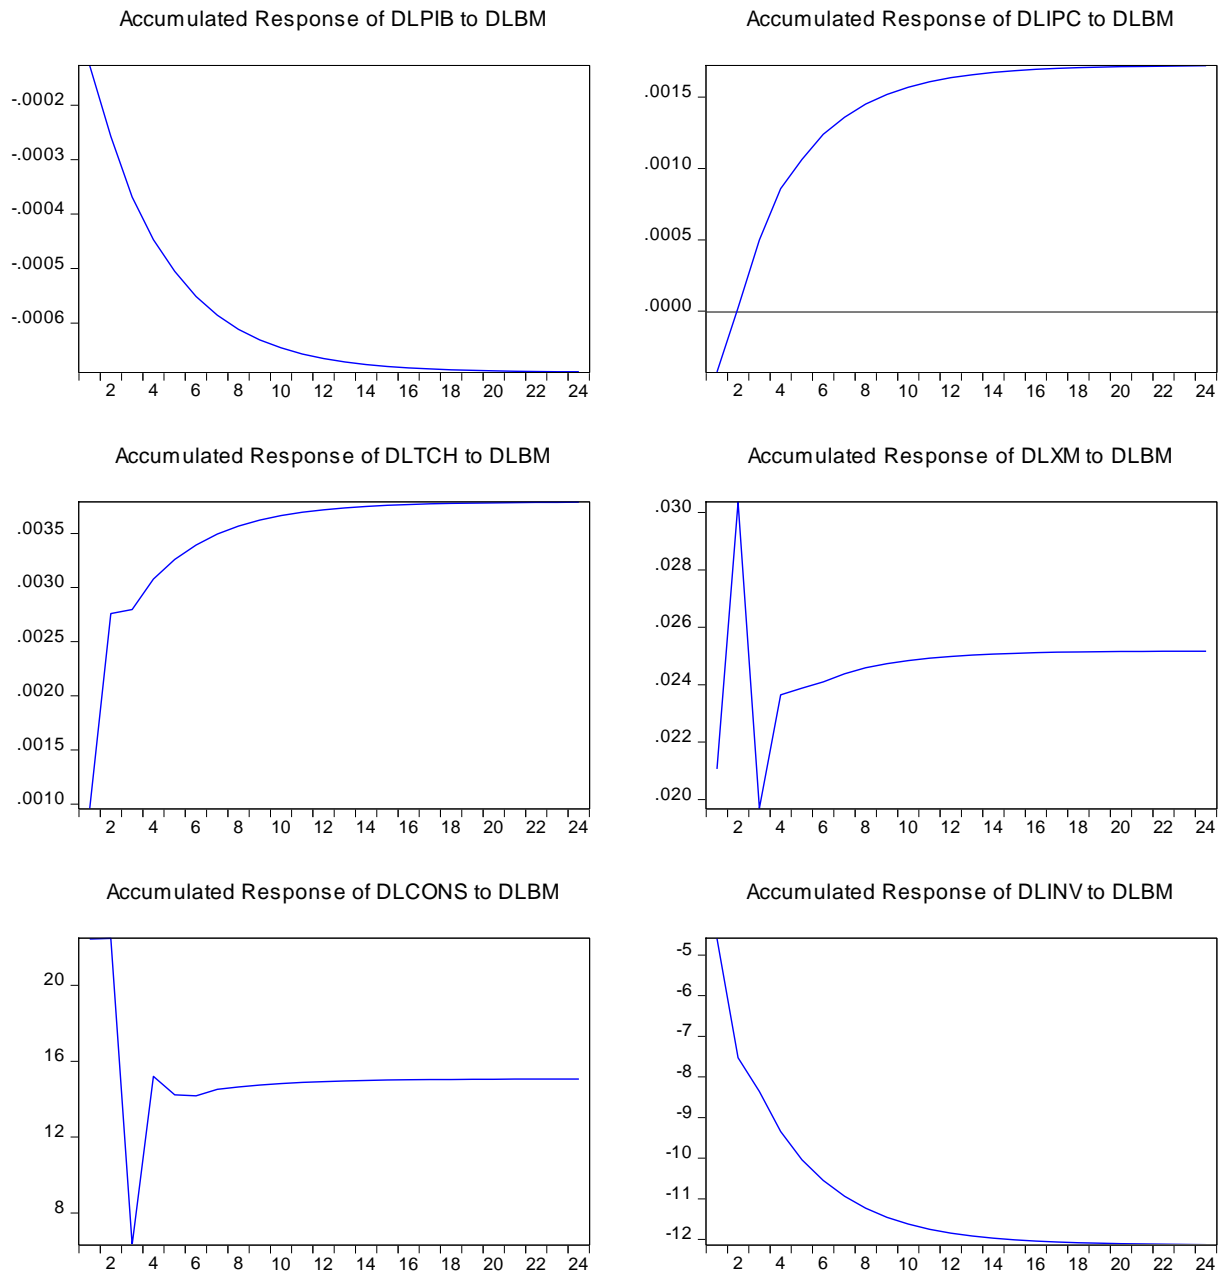 Accumulated Response of DLPIB to DLBM
-.0002
-.0003
-.0004
-.0005
-.0006
2 4 6 8 10 12 14 16 18 20 22 24
Accumulated Response of DLIPC to DLBM
.0015
.0010
.0005
.0000
2 4 6 8 10 12 14 16 18 20 22 24
Accumulated Response of DLTCH to DLBM
.0035
.0030
.0025
.0020
.0015
.0010
2 4 6 8 10 12 14 16 18 20 22 24
Accumulated Response of DLXM to DLBM
.030
.028
.026
.024
.022
.020
2 4 6 8 10 12 14 16 18 20 22 24
Accumulated Response of DLCONS to DLBM
20
16
12
8
2 4 6 8 10 12 14 16 18 20 22 24
Accumulated Response of DLINV to DLBM
-5
-6
-7
-8
-9
-10
-11
-12
2 4 6 8 10 12 14 16 18 20 22 24